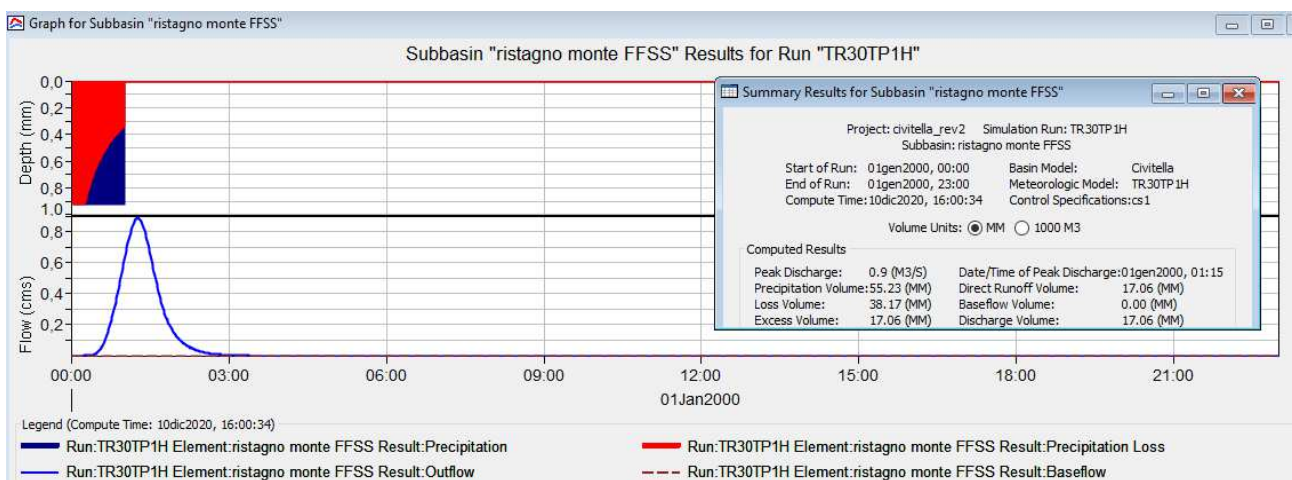 Graph for Subbasin "ristagno monte FFSS"
Subbasin "ristagno monte FFSS" Results for Run "TR30TP1H"
Depth (mm)
0,0
0,2
0,4
0,6
0,8
1.0
Flow (cms)
0,8
0,6
0,4
0,2
00:00 03:00 06:00 09:00 12:00 15:00 18:00 21:00
01Jan2000
Summary Results for Subbasin "ristagno monte FFSS"
Project: civitella_rev2 Simulation Run: TR30TP1H
Subbasin: ristagno monte FFSS
Start of Run: 01gen2000, 00:00 Basin Model: Civitella
End of Run: 01gen2000, 23:00 Meteorologic Model: TR30TP1H
Compute Time:10dic2020, 16:00:34 Control Specifications:cs1
Volume Units: MM 1000 M3
Computed Results
Peak Discharge: 0.9 (M3/S) Date/Time of Peak Discharge:01gen2000, 01:15
Precipitation Volume:55.23 (MM) Direct Runoff Volume: 17.06 (MM)
Loss Volume: 38.17 (MM) Baseflow Volume: 0.00 (MM)
Excess Volume: 17.06 (MM) Discharge Volume: 17.06 (MM)
Legend (Compute Time: 10dic2020, 16:00:34)
Run:TR30TP1H Element:ristagno monte FFSS Result:Precipitation Run:TR30TP1H Element:ristagno monte FFSS Result:Precipitation Loss
Run:TR30TP1H Element:ristagno monte FFSS Result:Outflow Run:TR30TP1H Element:ristagno monte FFSS Result:Baseflow